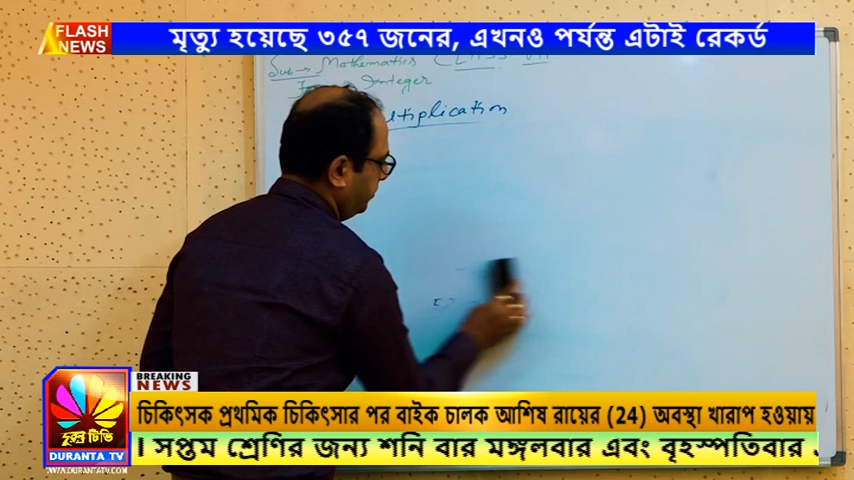 FLASH
NEWS
মৃত্যু হয়েছে ৩৫৭ জনের, এখনও পর্যন্ত এটাই রেকর্ড
Sub → Mathematics Class VII
Integer
BREAKING
NEWS
চিকিৎসক প্রথমিক চিকিৎসার পর বাইক চালক আশিষ রায়ের (24) অবস্থা খারাপ হওয়ায়
। সপ্তম শ্রেণির জন্য শনি বার মঙ্গলবার এবং বৃহস্পতিবার
দুরন্ত টিভি
DURANTA TV
WWW.DURANTATV.COM